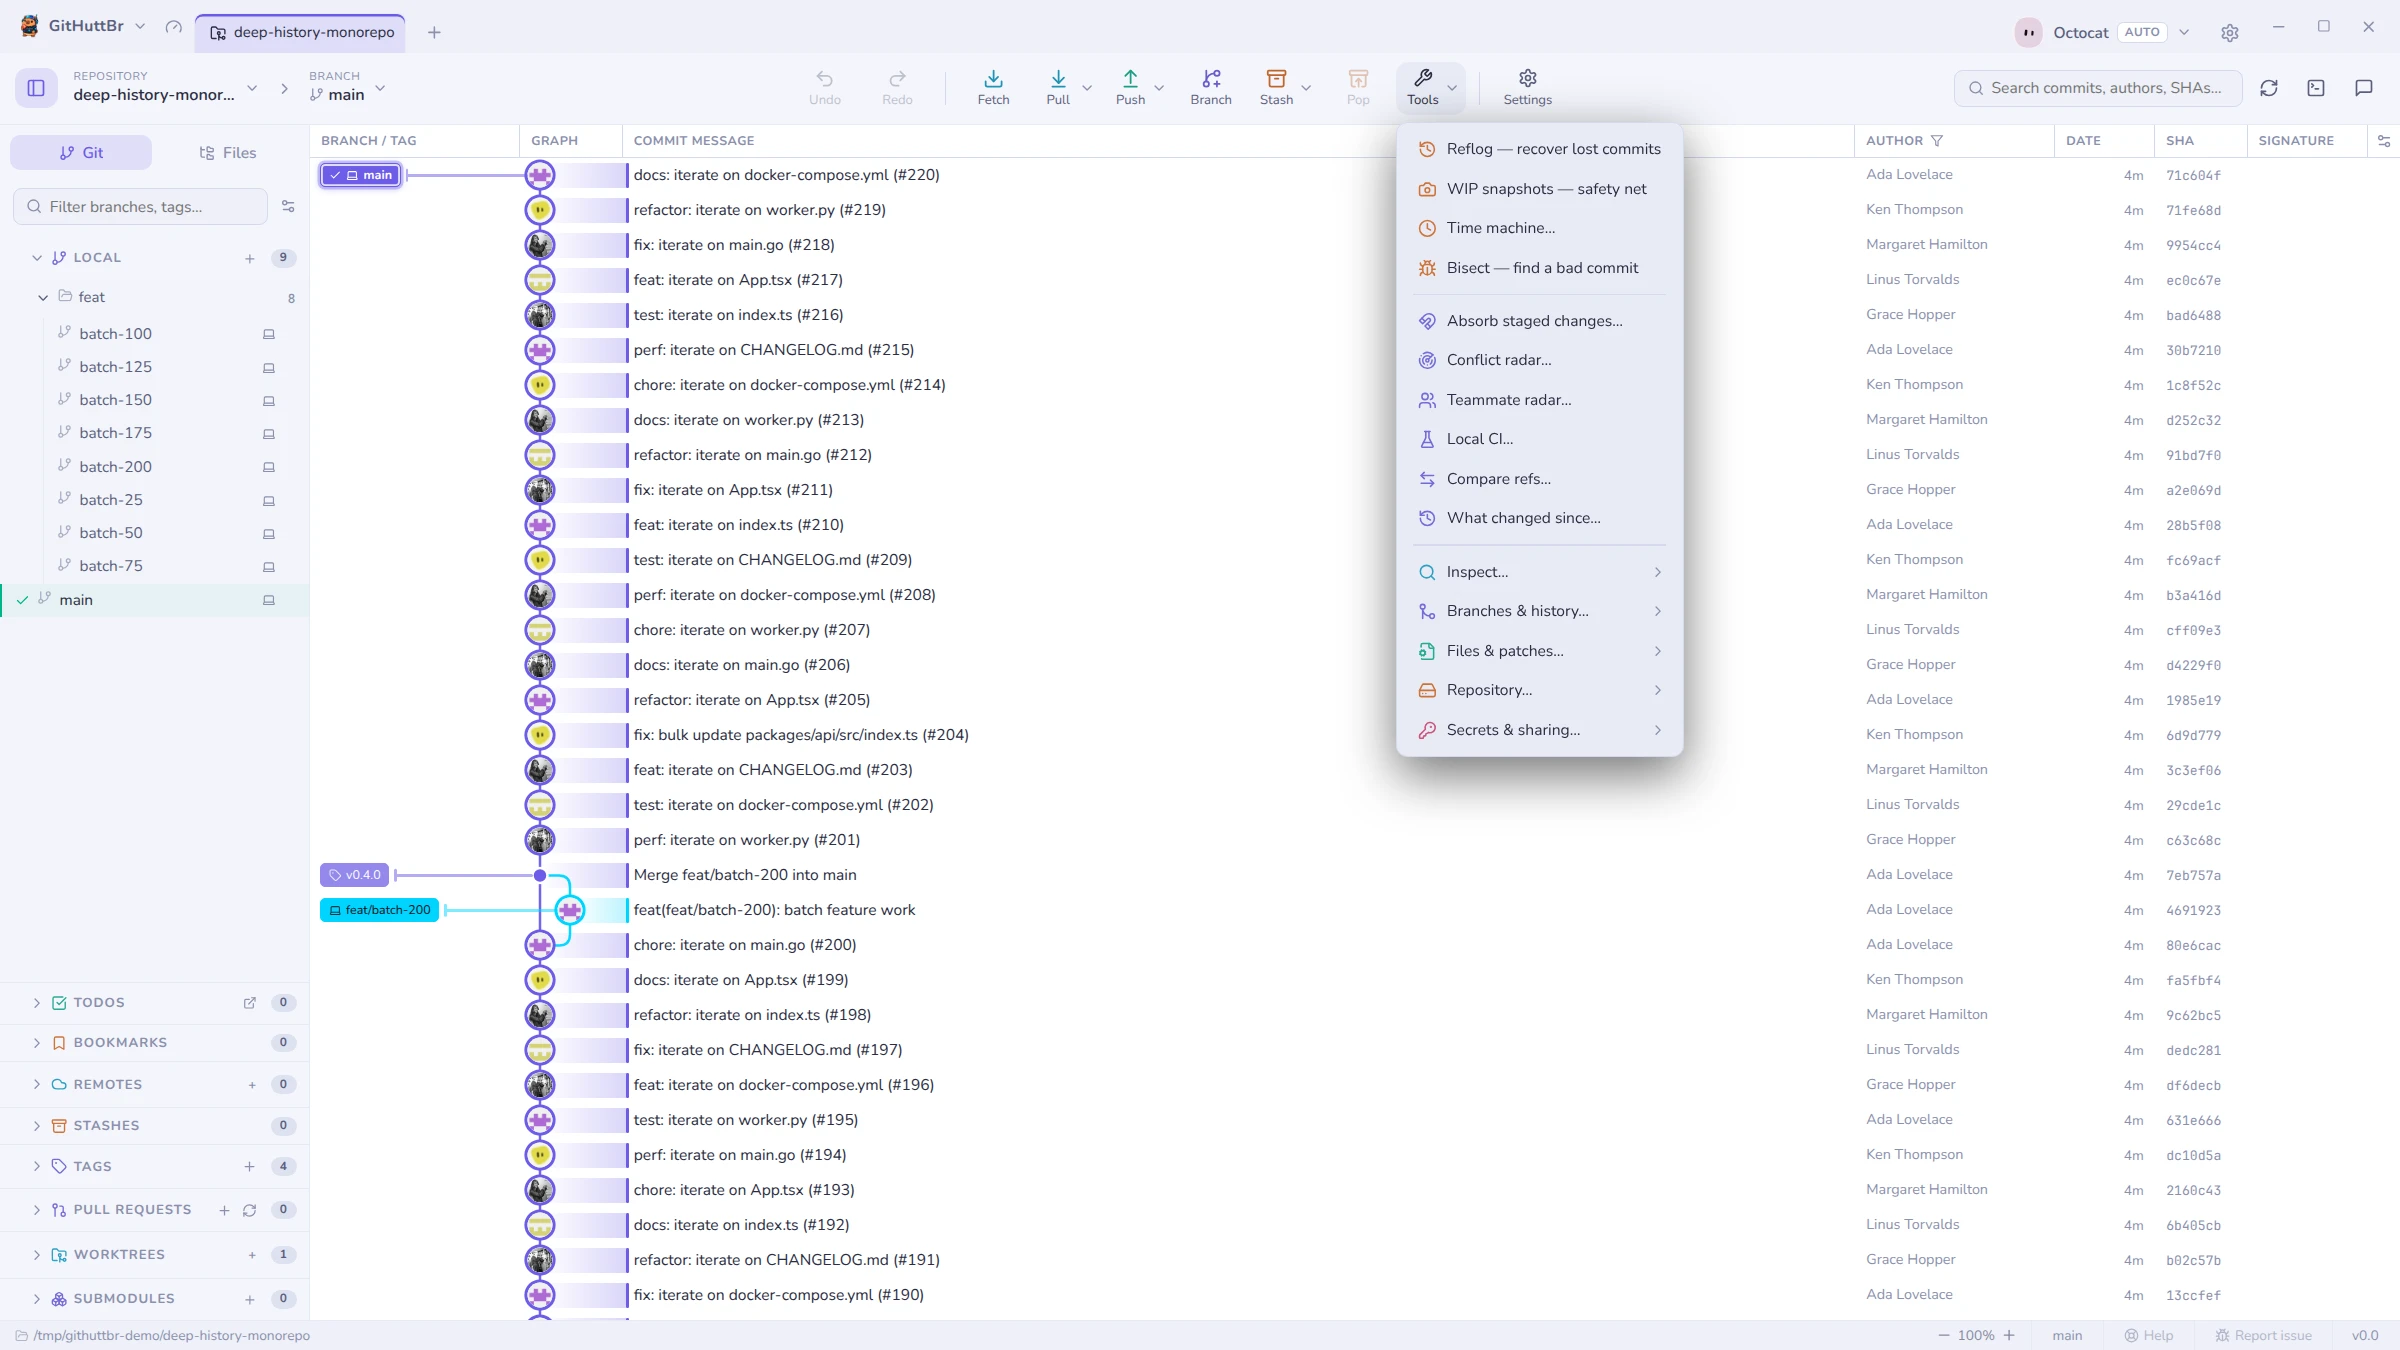 GitHuttBr
deep-history-monorepo
Octocat AUTO
REPOSITORY
deep-history-monor...
BRANCH
main
Undo
Redo
Fetch
Pull
Push
Branch
Stash
Pop
Tools
Settings
Search commits, authors, SHAs...
Git
Files
Filter branches, tags...
LOCAL 9
feat 8
batch-100
batch-125
batch-150
batch-175
batch-200
batch-25
batch-50
batch-75
main
TODOS 0
BOOKMARKS 0
REMOTES 0
STASHES 0
TAGS 4
PULL REQUESTS 0
WORKTREES 1
SUBMODULES 0
BRANCH / TAG GRAPH COMMIT MESSAGE AUTHOR DATE SHA SIGNATURE
main docs: iterate on docker-compose.yml (#220) Ada Lovelace 4m 71c604f
refactor: iterate on worker.py (#219) Ken Thompson 4m 71fe68d
fix: iterate on main.go (#218) Margaret Hamilton 4m 9954cc4
feat: iterate on App.tsx (#217) Linus Torvalds 4m ec0c67e
test: iterate on index.ts (#216) Grace Hopper 4m bad6488
perf: iterate on CHANGELOG.md (#215) Ada Lovelace 4m 30b7210
chore: iterate on docker-compose.yml (#214) Ken Thompson 4m 1c8f52c
docs: iterate on worker.py (#213) Margaret Hamilton 4m d252c32
refactor: iterate on main.go (#212) Linus Torvalds 4m 91bd7f0
fix: iterate on App.tsx (#211) Grace Hopper 4m a2e069d
feat: iterate on index.ts (#210) Ada Lovelace 4m 28b5f08
test: iterate on CHANGELOG.md (#209) Ken Thompson 4m fc69acf
perf: iterate on docker-compose.yml (#208) Margaret Hamilton 4m b3a416d
chore: iterate on worker.py (#207) Linus Torvalds 4m cff09e3
docs: iterate on main.go (#206) Grace Hopper 4m d4229f0
refactor: iterate on App.tsx (#205) Ada Lovelace 4m 1985e19
fix: bulk update packages/api/src/index.ts (#204) Ken Thompson 4m 6d9d779
feat: iterate on CHANGELOG.md (#203) Margaret Hamilton 4m 3c3ef06
test: iterate on docker-compose.yml (#202) Linus Torvalds 4m 29cde1c
perf: iterate on worker.py (#201) Grace Hopper 4m c63c68c
v0.4.0 Merge feat/batch-200 into main Ada Lovelace 4m 7eb757a
feat/batch-200 feat(feat/batch-200): batch feature work Ada Lovelace 4m 4691923
chore: iterate on main.go (#200) Ada Lovelace 4m 80e6cac
docs: iterate on App.tsx (#199) Ken Thompson 4m fa5fbf4
refactor: iterate on index.ts (#198) Margaret Hamilton 4m 9c62bc5
fix: iterate on CHANGELOG.md (#197) Linus Torvalds 4m dedc281
feat: iterate on docker-compose.yml (#196) Grace Hopper 4m df6decb
test: iterate on worker.py (#195) Ada Lovelace 4m 631e666
perf: iterate on main.go (#194) Ken Thompson 4m dc10d5a
chore: iterate on App.tsx (#193) Margaret Hamilton 4m 2160c43
docs: iterate on index.ts (#192) Linus Torvalds 4m 6b405cb
refactor: iterate on CHANGELOG.md (#191) Grace Hopper 4m b02c57b
fix: iterate on docker-compose.yml (#190) Ada Lovelace 4m 13ccfef
Reflog — recover lost commits
WIP snapshots — safety net
Time machine...
Bisect — find a bad commit
Absorb staged changes...
Conflict radar...
Teammate radar...
Local CI...
Compare refs...
What changed since...
Inspect...
Branches & history...
Files & patches...
Repository...
Secrets & sharing...
/tmp/githuttbr-demo/deep-history-monorepo
100%
main
Help
Report issue
v0.0